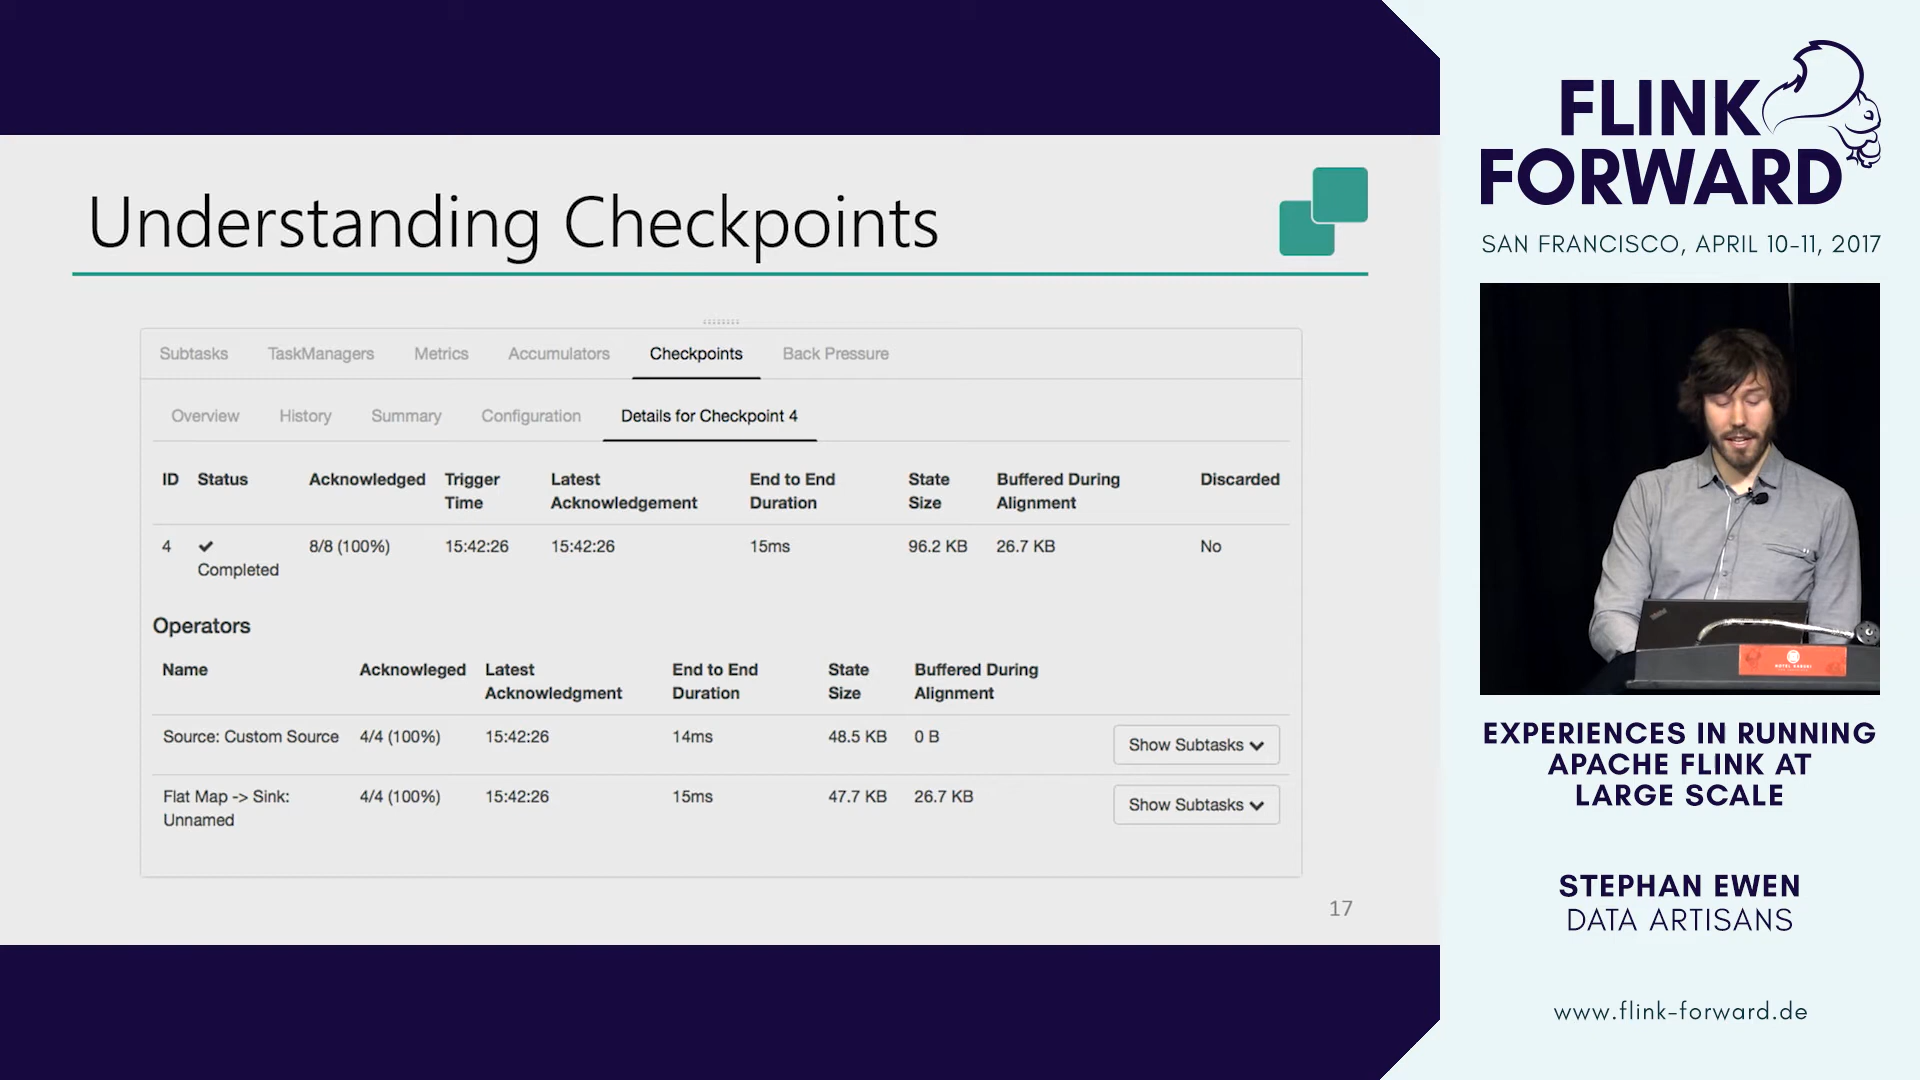 Understanding Checkpoints
Subtasks TaskManagers Metrics Accumulators Checkpoints Back Pressure
Overview History Summary Configuration Details for Checkpoint 4
ID Status Acknowledged Trigger Time Latest Acknowledgement End to End Duration State Size Buffered During Alignment Discarded
4 Completed 8/8 (100%) 15:42:26 15:42:26 15ms 96.2 KB 26.7 KB No
Operators
Name Acknowleged Latest Acknowledgment End to End Duration State Size Buffered During Alignment
Source: Custom Source 4/4 (100%) 15:42:26 14ms 48.5 KB 0 B Show Subtasks
Flat Map -> Sink: Unnamed 4/4 (100%) 15:42:26 15ms 47.7 KB 26.7 KB Show Subtasks
17
FLINK
FORWARD
SAN FRANCISCO, APRIL 10-11, 2017
EXPERIENCES IN RUNNING
APACHE FLINK AT
LARGE SCALE
STEPHAN EWEN
DATA ARTISANS
www.flink-forward.de